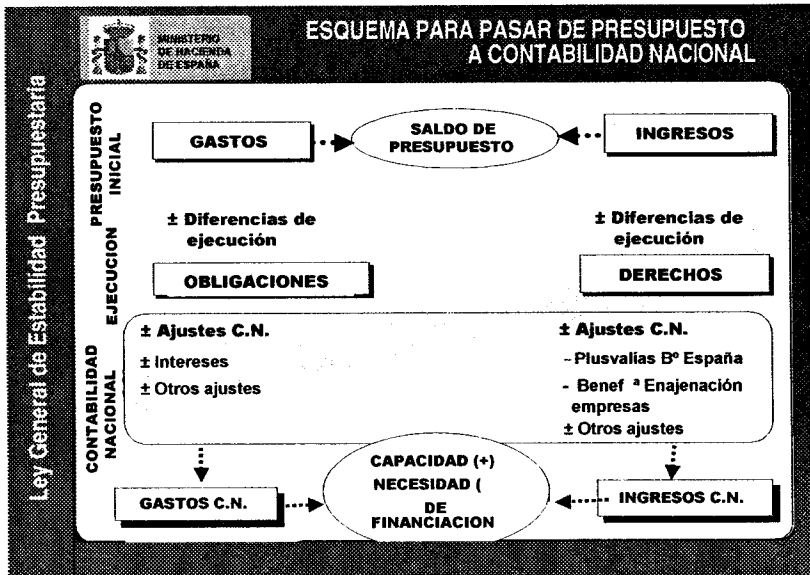 MINISTERIO
DE HACIENDA
DE ESPAÑA
ESQUEMA PARA PASAR DE PRESUPUESTO
A CONTABILIDAD NACIONAL
Ley General de Estabilidad Presupuestaria
PRESUPUESTO
INICIAL
GASTOS
SALDO DE
PRESUPUESTO
INGRESOS
EJECUCION
± Diferencias de
ejecución
± Diferencias de
ejecución
OBLIGACIONES
DERECHOS
CONTABILIDAD
NACIONAL
± Ajustes C.N.
± Intereses
± Otros ajustes
± Ajustes C.N.
- Plusvalías Bº España
- Benef ª Enajenación
empresas
± Otros ajustes
GASTOS C.N.
CAPACIDAD (+)
NECESIDAD (
DE
FINANCIACION
INGRESOS C.N.